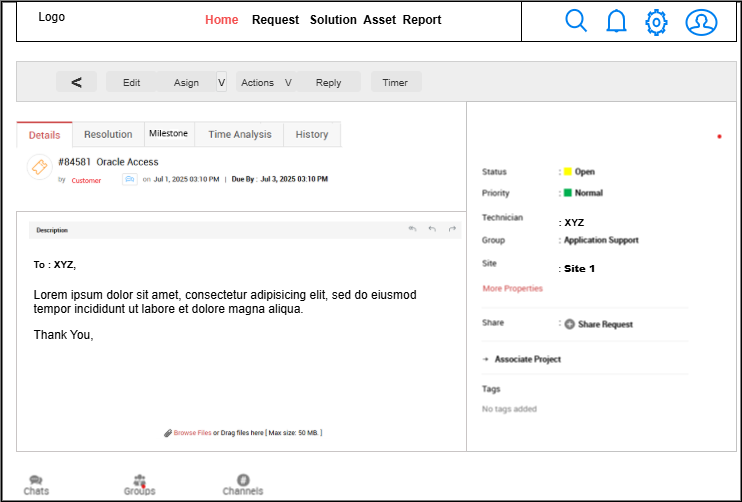 Logo
Home Request Solution Asset Report
< Edit Asign V Actions V Reply Timer
Details Resolution Milestone Time Analysis History
#84581 Oracle Access
by Customer on Jul 1, 2025 03:10 PM | Due By : Jul 3, 2025 03:10 PM
Description
To : XYZ,
Lorem ipsum dolor sit amet, consectetur adipisicing elit, sed do eiusmod
tempor incididunt ut labore et dolore magna aliqua.
Thank You,
Browse Files or Drag files here [ Max size: 50 MB. ]
Status : Open
Priority : Normal
Technician : XYZ
Group : Application Support
Site : Site 1
More Properties
Share : Share Request
Associate Project
Tags
No tags added
Chats Groups Channels